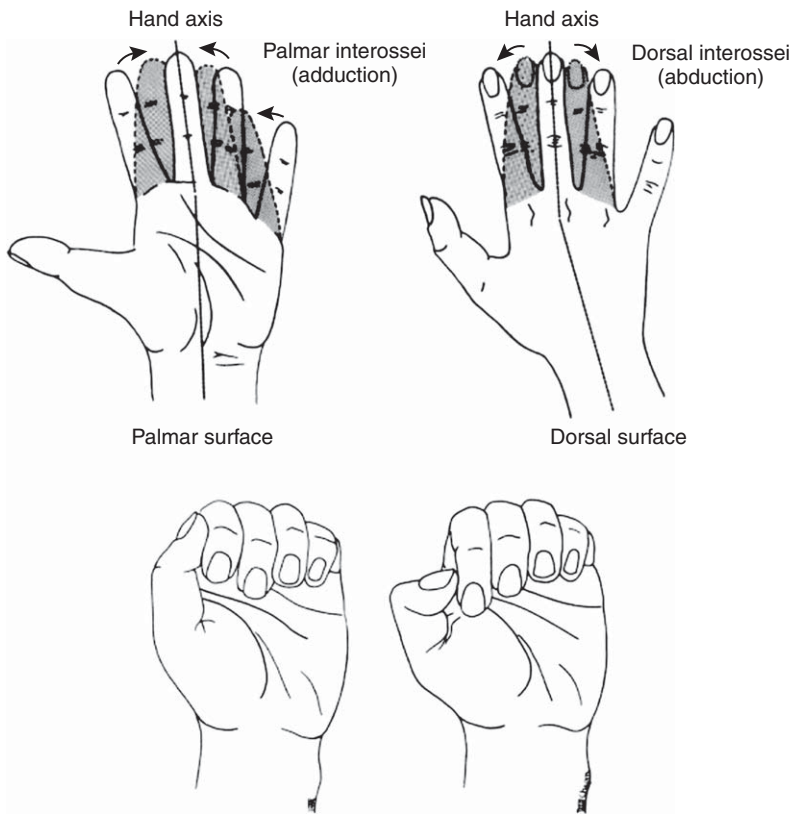 Hand axis
Palmar interossei
(adduction)
Hand axis
Dorsal interossei
(abduction)
Palmar surface
Dorsal surface